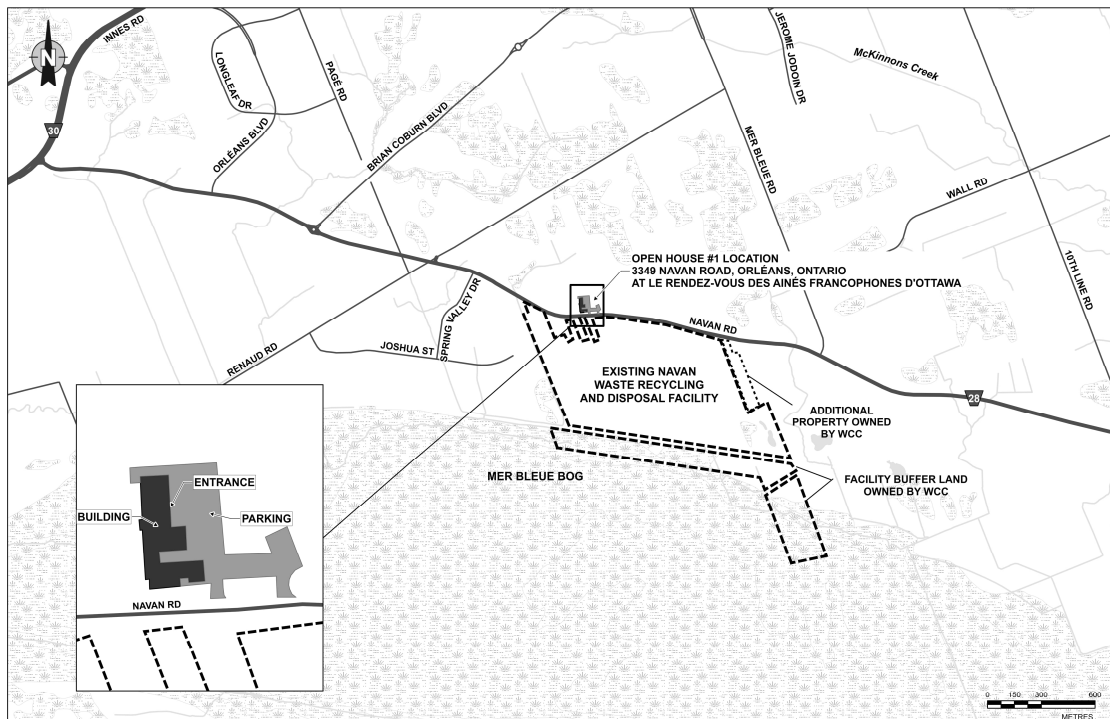 INNES RD
N
30
LONGLEAF DR
ORLÉANS BLVD
PAGÉ RD
BRIAN COBURN BLVD
JEROME JODOIN DR
McKinnons Creek
MER BLEUE RD
WALL RD
10TH LINE RD
OPEN HOUSE #1 LOCATION
3349 NAVAN ROAD, ORLÉANS, ONTARIO
AT LE RENDEZ-VOUS DES AINÉS FRANCOPHONES D'OTTAWA
NAVAN RD
SPRING VALLEY DR
JOSHUA ST
RENAUD RD
EXISTING NAVAN
WASTE RECYCLING
AND DISPOSAL FACILITY
28
ADDITIONAL
PROPERTY OWNED
BY WCC
MER BLEUE BOG
FACILITY BUFFER LAND
OWNED BY WCC
ENTRANCE
BUILDING
PARKING
NAVAN RD
0 150 300 600
METRES